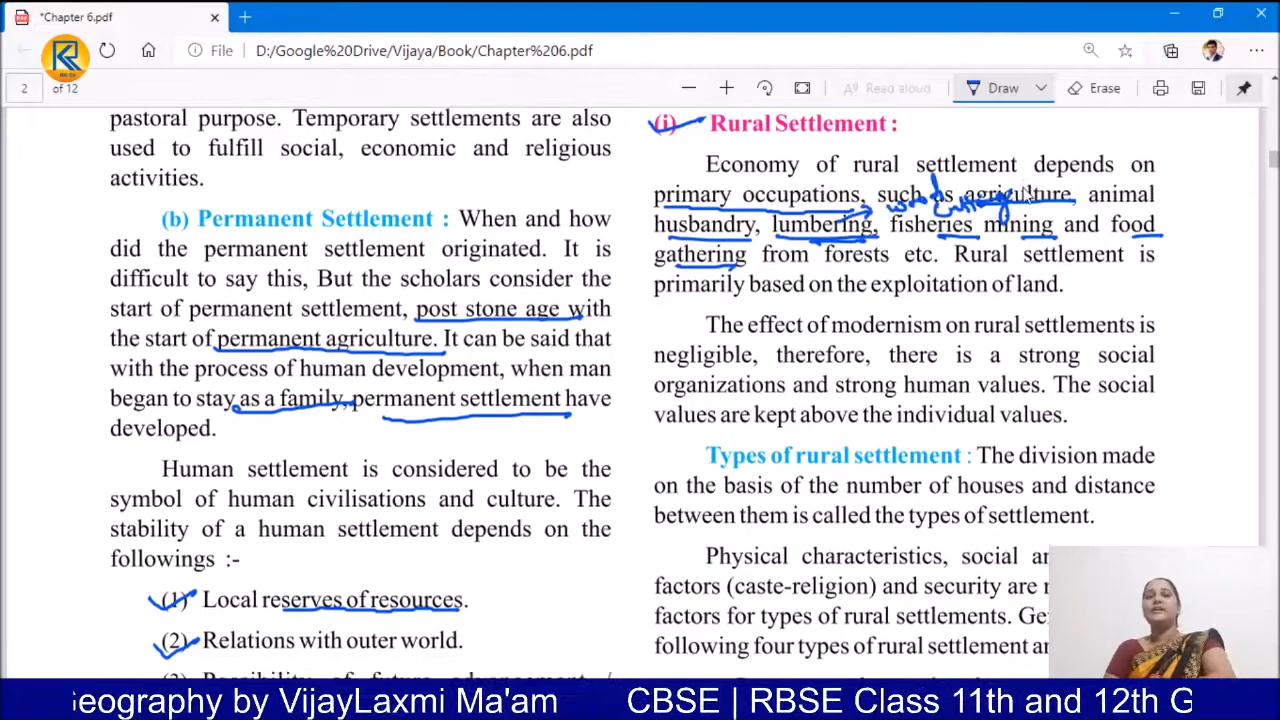 *Chapter 6.pdf
File
D:/Google%20Drive/Vijaya/Book/Chapter%206.pdf
2
of 12
Read aloud
Draw
Erase
pastoral purpose. Temporary settlements are also
used to fulfill social, economic and religious
activities.
(b) Permanent Settlement : When and how
did the permanent settlement originated. It is
difficult to say this, But the scholars consider the
start of permanent settlement, post stone age with
the start of permanent agriculture. It can be said that
with the process of human development, when man
began to stay as a family, permanent settlement have
developed.
Human settlement is considered to be the
symbol of human civilisations and culture. The
stability of a human settlement depends on the
followings :-
(1) Local reserves of resources.
(2) Relations with outer world.
(3) Possibility of future advancement /
(i) Rural Settlement :
Economy of rural settlement depends on
primary occupations, such as agriculture, animal
wood cutting
husbandry, lumbering, fisheries mining and food
gathering from forests etc. Rural settlement is
primarily based on the exploitation of land.
The effect of modernism on rural settlements is
negligible, therefore, there is a strong social
organizations and strong human values. The social
values are kept above the individual values.
Types of rural settlement : The division made
on the basis of the number of houses and distance
between them is called the types of settlement.
Physical characteristics, social
factors (caste-religion) and security are
factors for types of rural settlements.
following four types of rural settlement
Geography by VijayLaxmi Ma'am CBSE | RBSE Class 11th and 12th G